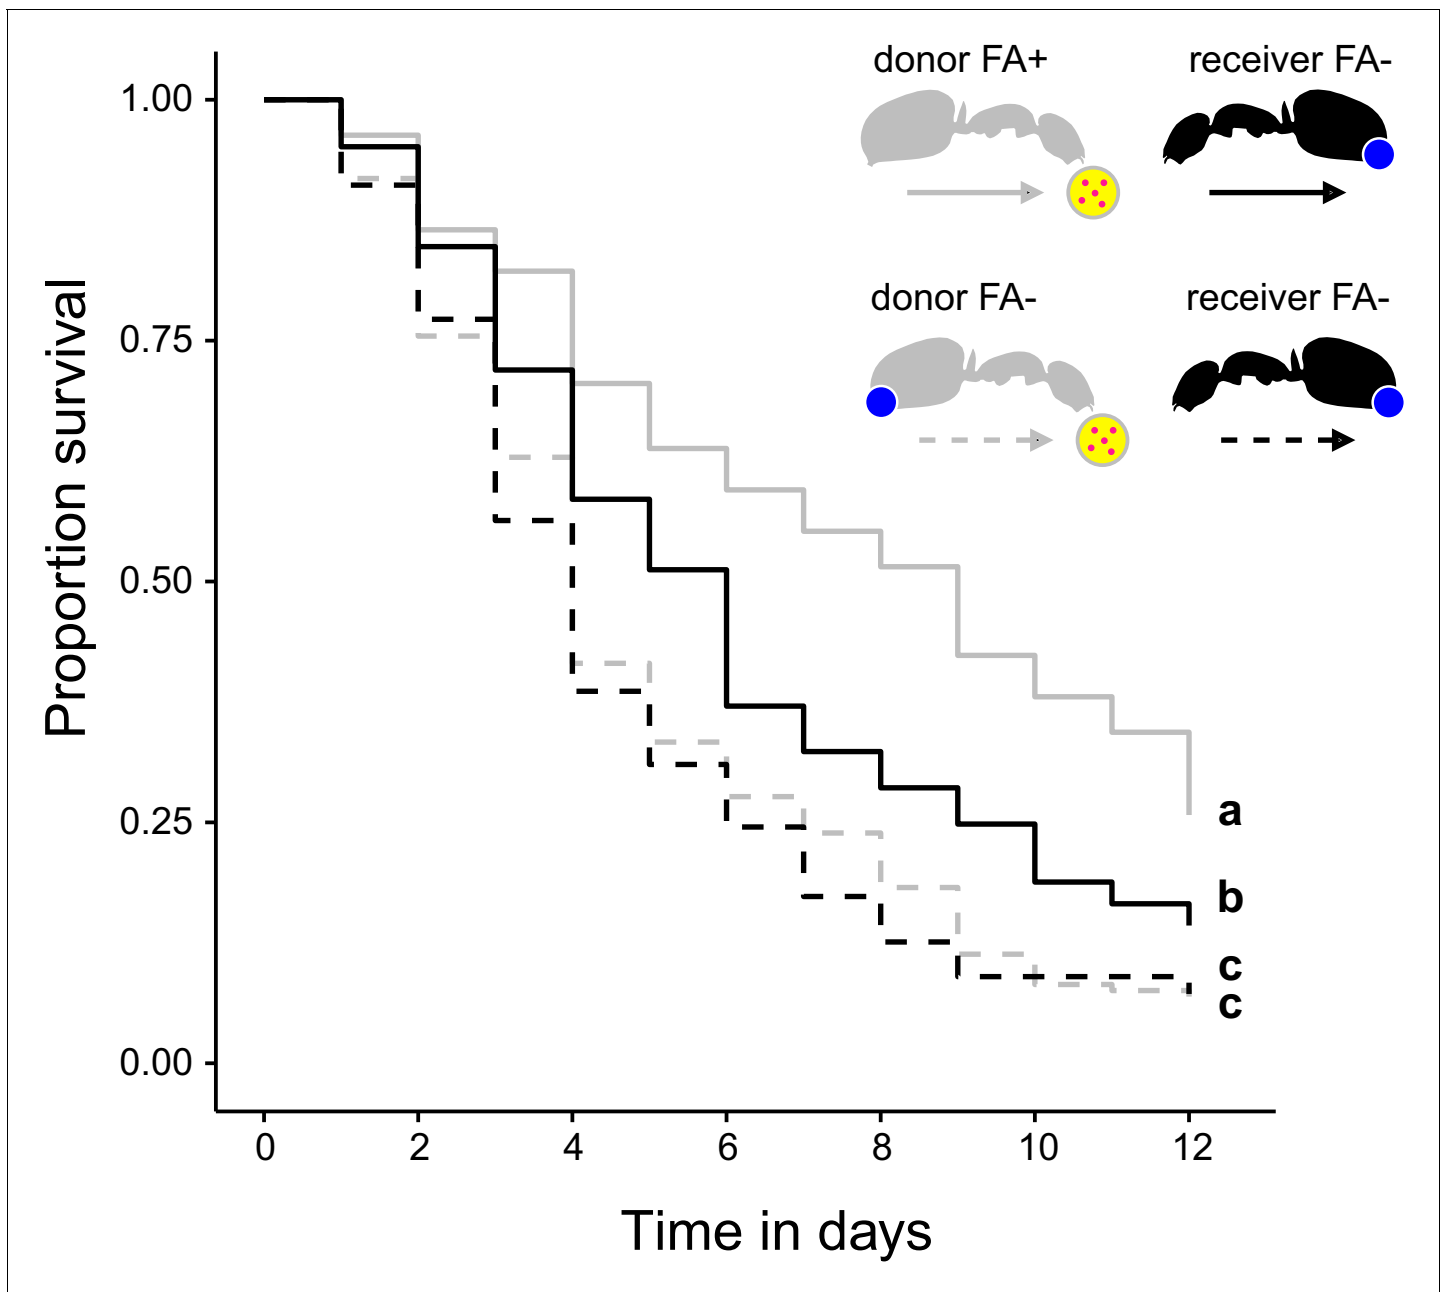 donor FA+ receiver FA-
donor FA- receiver FA-
Proportion survival
1.00
0.75
0.50
0.25
0.00
a
b
c
c
0 2 4 6 8 10 12
Time in days